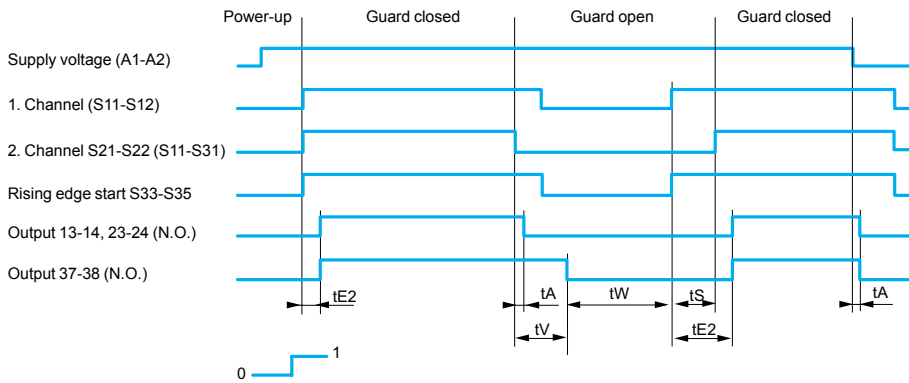 Power-up Guard closed Guard open Guard closed
Supply voltage (A1-A2)
1. Channel (S11-S12)
2. Channel S21-S22 (S11-S31)
Rising edge start S33-S35
Output 13-14, 23-24 (N.O.)
Output 37-38 (N.O.)
tE2 tA tW tS tA
tV tE2
0 1